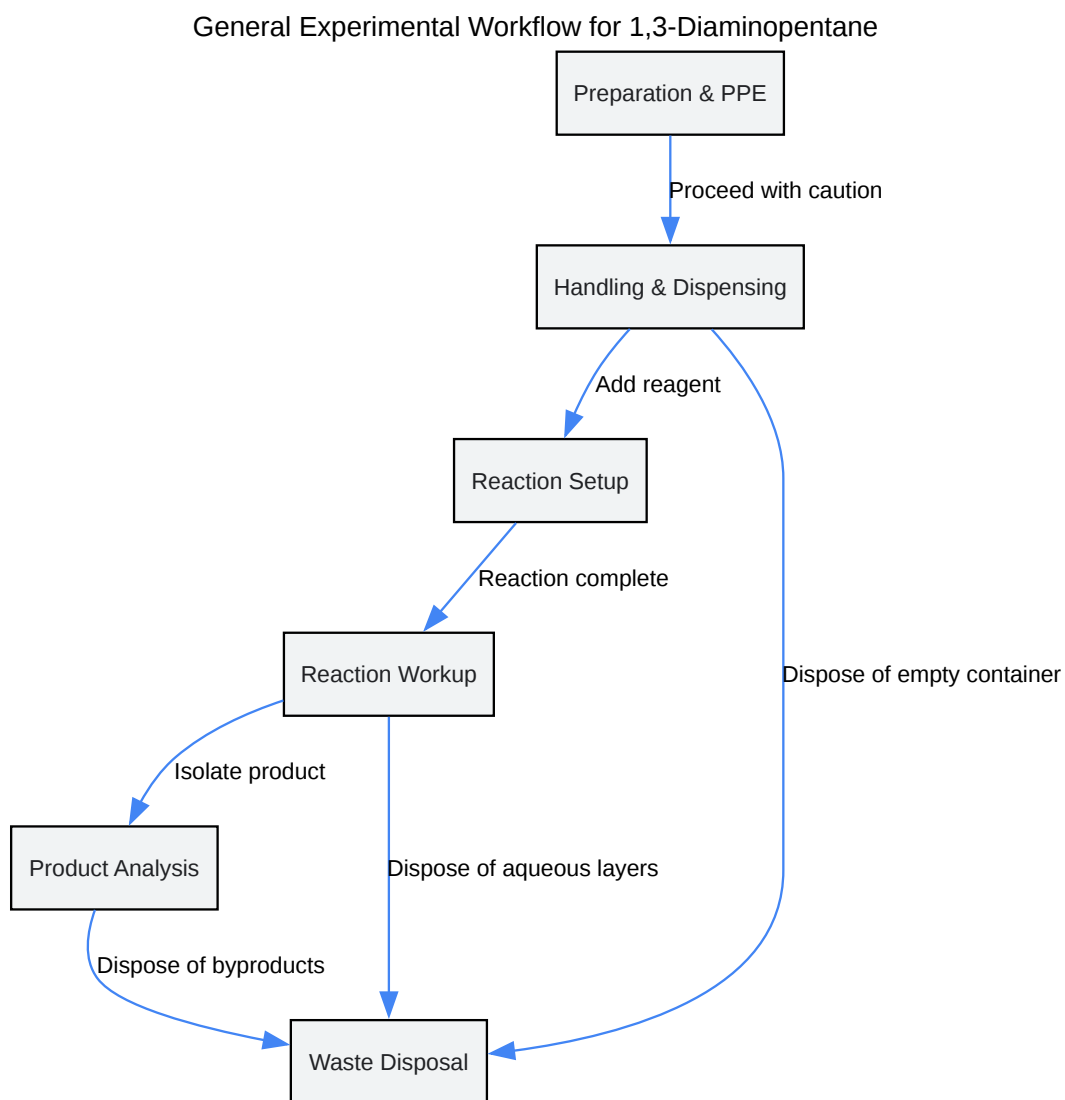 General Experimental Workflow for 1,3-Diaminopentane
Preparation & PPE
Proceed with caution
Handling & Dispensing
Add reagent
Reaction Setup
Reaction complete
Reaction Workup
Dispose of empty container
Isolate product
Product Analysis
Dispose of aqueous layers
Dispose of byproducts
Waste Disposal